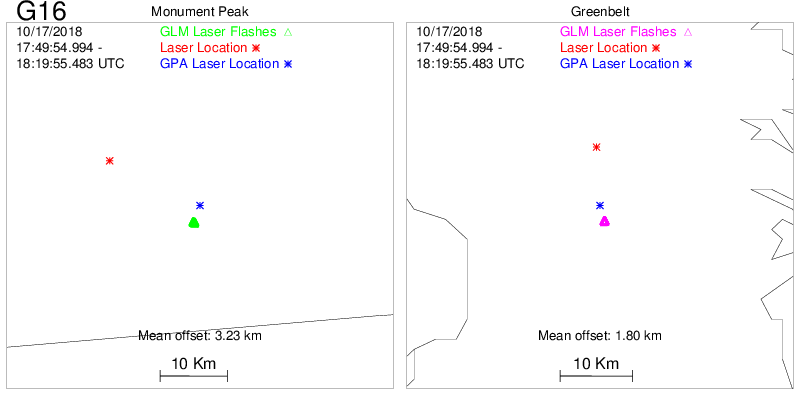 G16
Monument Peak
10/17/2018
GLM Laser Flashes
17:49:54.994 -
Laser Location
18:19:55.483 UTC
GPA Laser Location
Mean offset: 3.23 km
10 Km
Greenbelt
10/17/2018
GLM Laser Flashes
17:49:54.994 -
Laser Location
18:19:55.483 UTC
GPA Laser Location
Mean offset: 1.80 km
10 Km